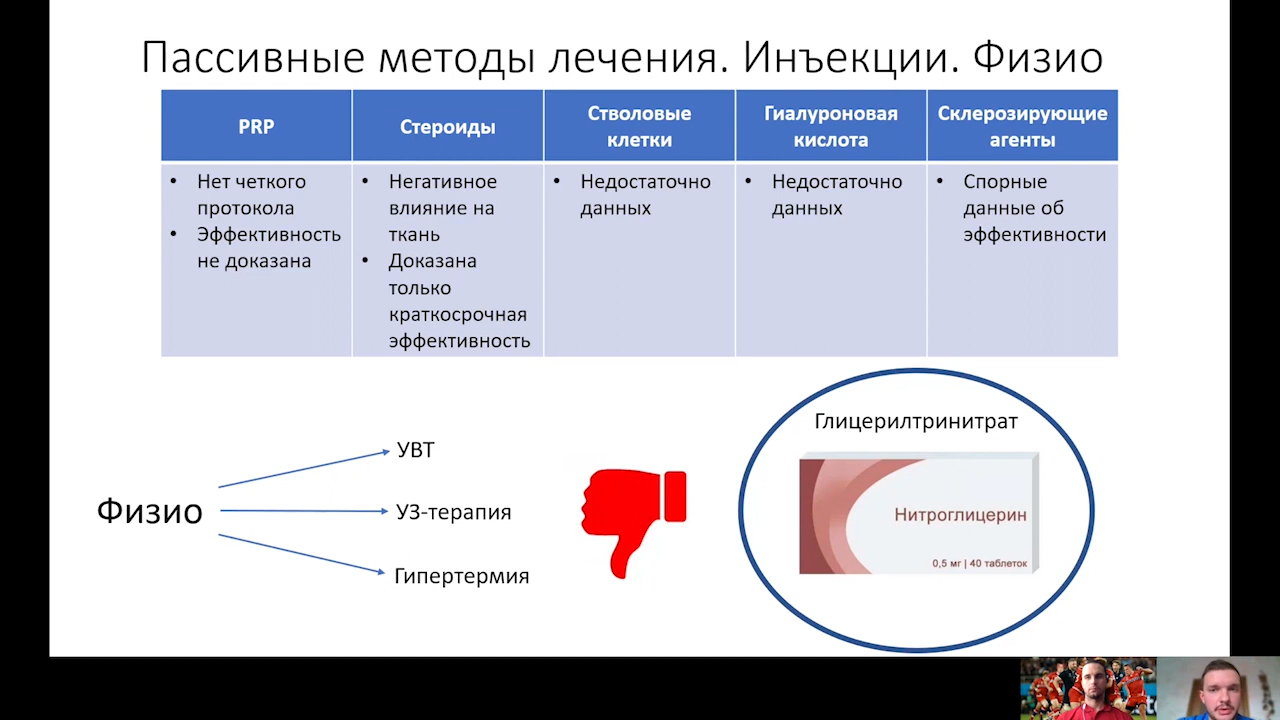 Пассивные методы лечения. Инъекции. Физио
PRP
Стероиды
Стволовые
клетки
Гиалуроновая
кислота
Склерозирующие
агенты
• Нет четкого
протокола
• Эффективность
не доказана
• Негативное
влияние на
ткань
• Доказана
только
краткосрочная
эффективность
• Недостаточно
данных
• Недостаточно
данных
• Спорные
данные об
эффективности
Физио
УВТ
УЗ-терапия
Гипертермия
Глицерилтринитрат
Нитроглицерин
0,5 мг | 40 таблеток